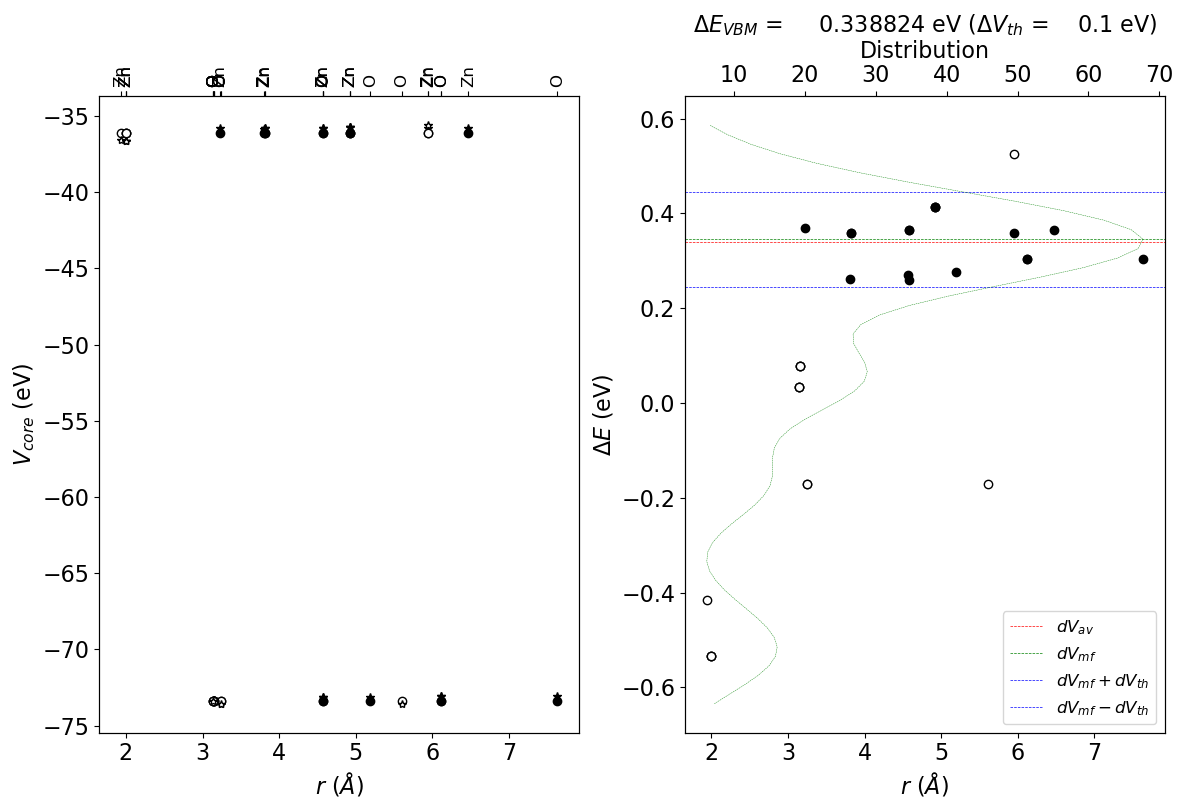 ΔE_VBM = 0.338824 eV (ΔV_th = 0.1 eV)
Distribution
10 20 30 40 50 60 70
Zn Zn O Zn O Zn Zn O Zn O O Zn O Zn O
−35
−40
−45
−50
−55
−60
−65
−70
−75
V_core (eV)
2 3 4 5 6 7
r (Å)
0.6
0.4
0.2
0.0
−0.2
−0.4
−0.6
ΔE (eV)
dV_av
dV_mf
dV_mf + dV_th
dV_mf − dV_th
2 3 4 5 6 7
r (Å)